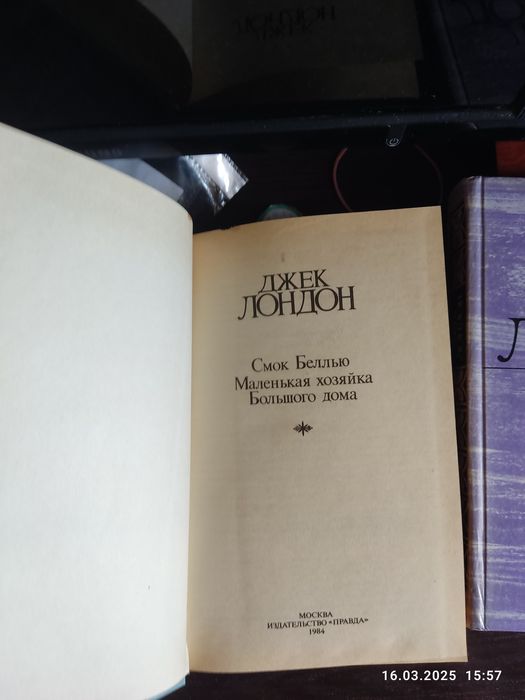 ДЖЕК
ЛОНДОН
Смок Беллью
Маленькая хозяйка
Большого дома
МОСКВА
ИЗДАТЕЛЬСТВО «ПРАВДА»
1984
Л
16.03.2025 15:57